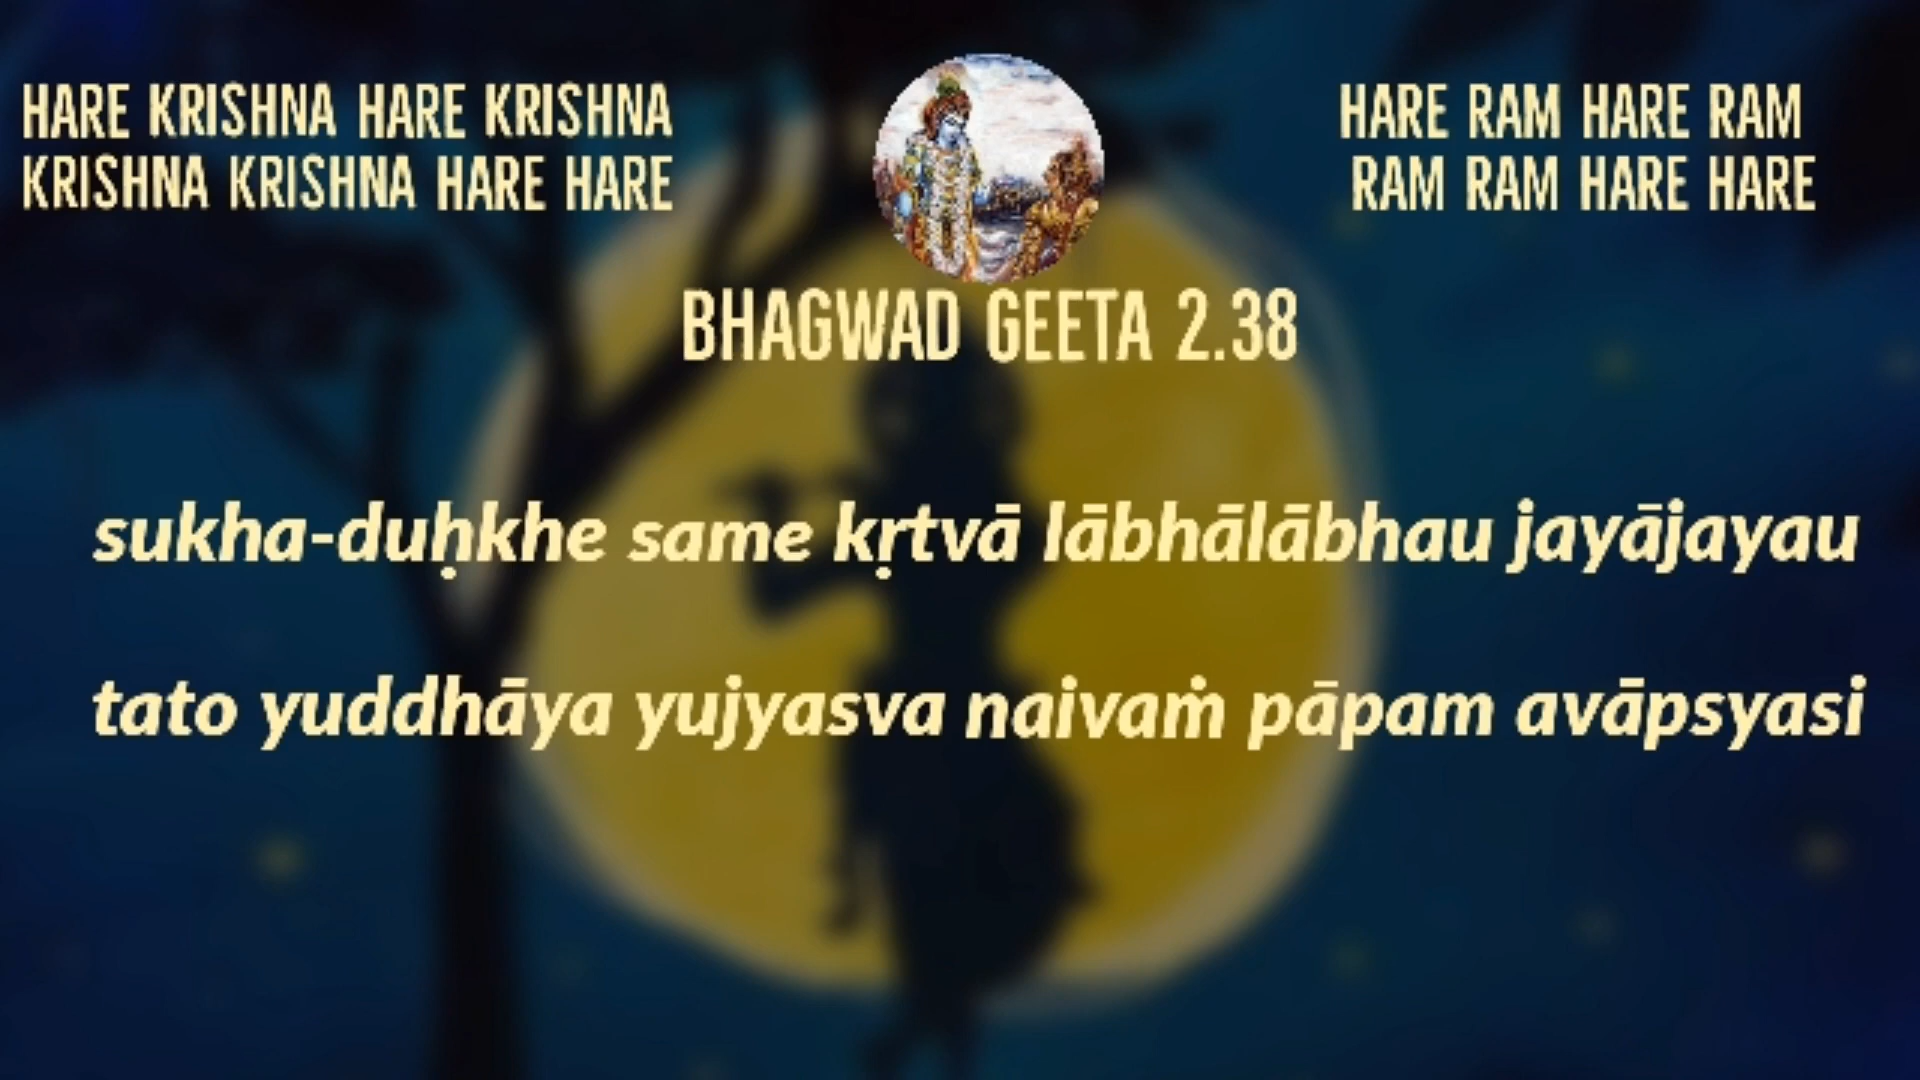 HARE KRISHNA HARE KRISHNA
KRISHNA KRISHNA HARE HARE
HARE RAM HARE RAM
RAM RAM HARE HARE
BHAGWAD GEETA 2.38
sukha-duḥkhe same kṛtvā lābhālābhau jayājayau
tato yuddhāya yujyasva naivaṁ pāpam avāpsyasi